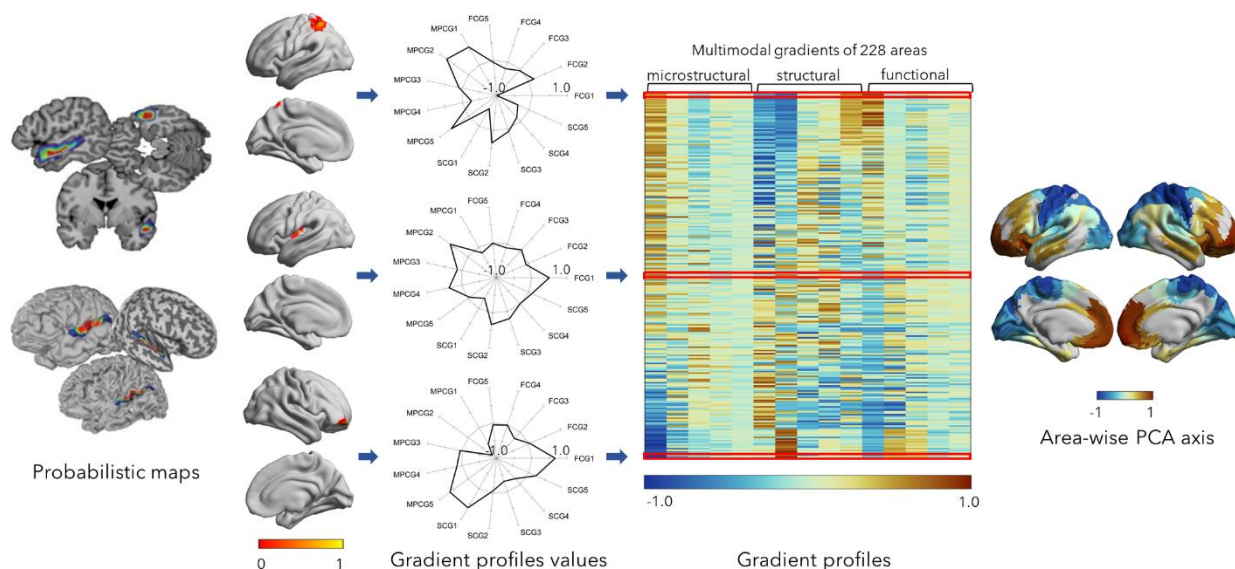 Probabilistic maps
0 1
FCG5
FCG4
FCG3
FCG2
FCG1
SCG5
SCG4
SCG3
SCG2
SCG1
MPCG5
MPCG4
MPCG3
MPCG2
MPCG1
-1.0 1.0
FCG5
FCG4
FCG3
FCG2
FCG1
SCG5
SCG4
SCG3
SCG2
SCG1
MPCG5
MPCG4
MPCG3
MPCG2
MPCG1
-1.0 1.0
FCG5
FCG4
FCG3
FCG2
FCG1
SCG5
SCG4
SCG3
SCG2
SCG1
MPCG5
MPCG4
MPCG3
MPCG2
MPCG1
-1.0 1.0
Gradient profiles values
Multimodal gradients of 228 areas
microstructural structural functional
-1.0 1.0
Gradient profiles
-1 1
Area-wise PCA axis